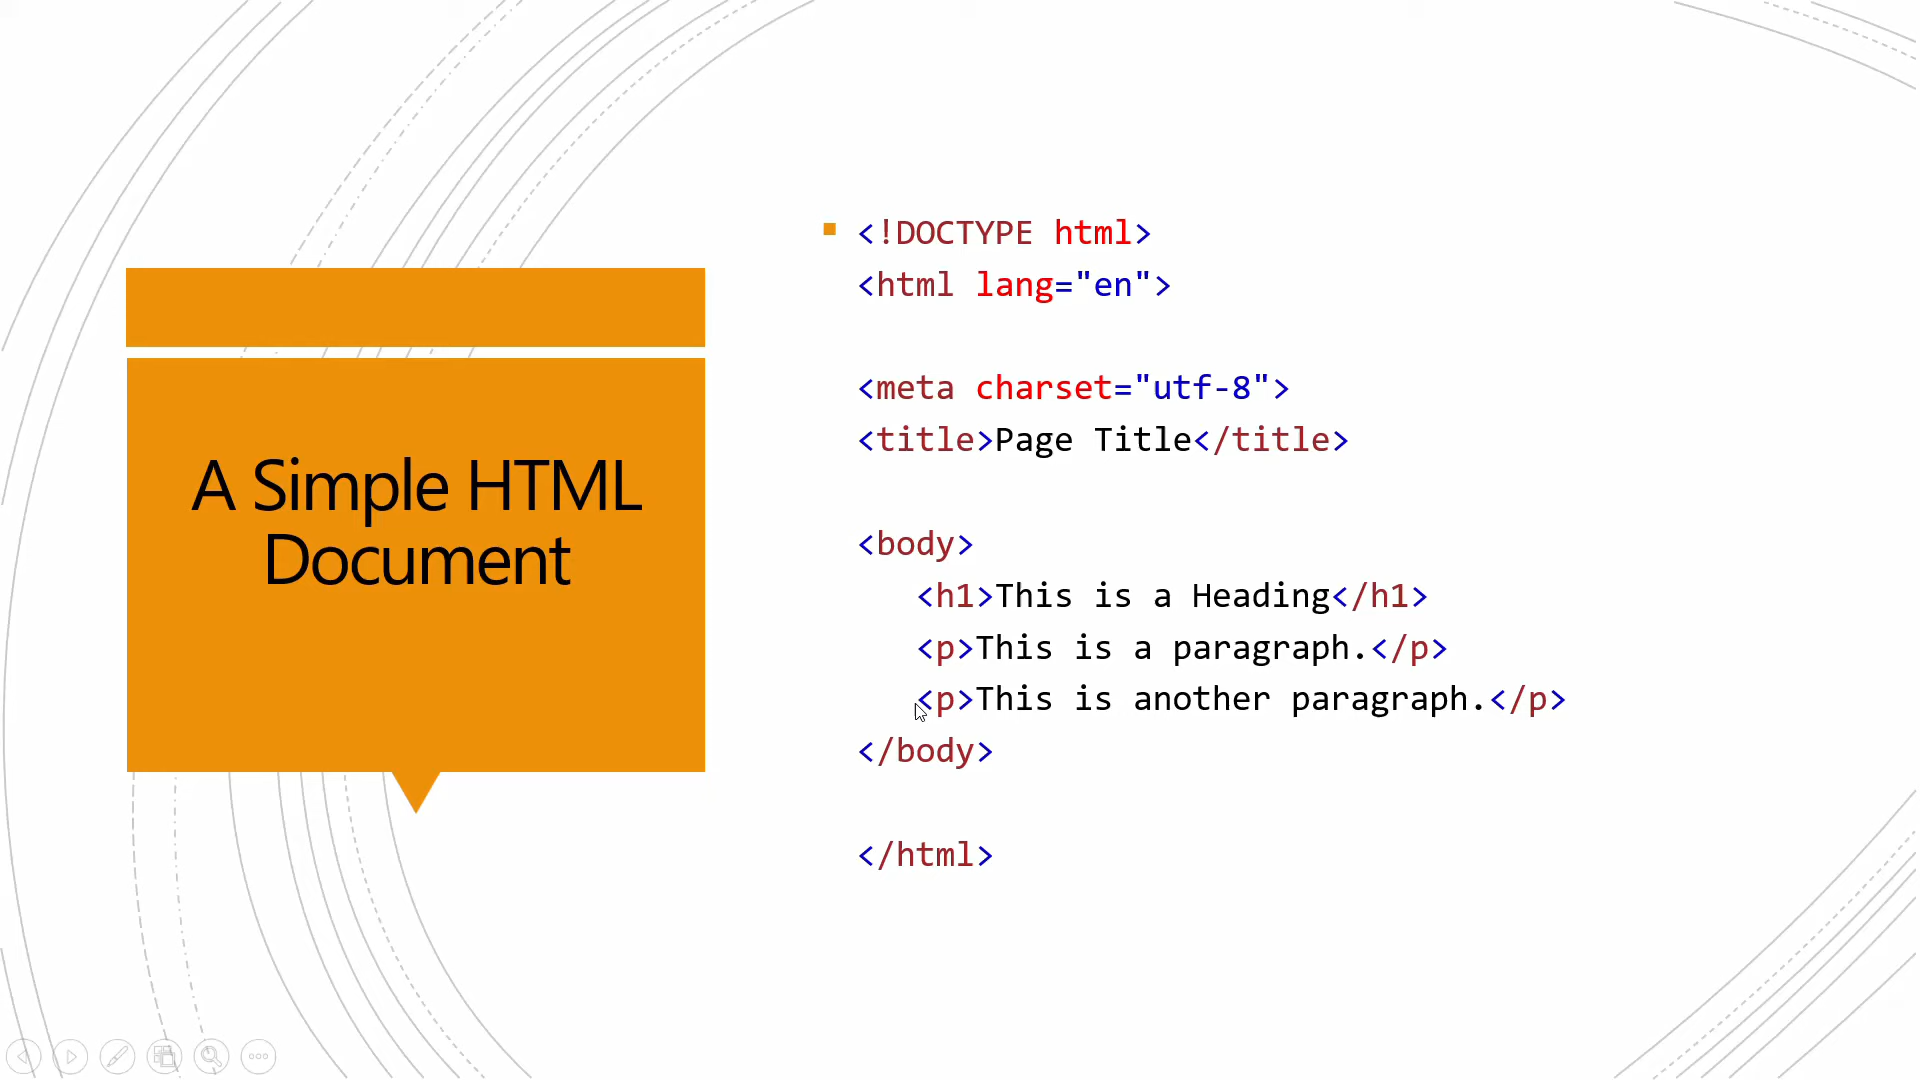 A Simple HTML
Document
<!DOCTYPE html>
<html lang="en">
<meta charset="utf-8">
<title>Page Title</title>
<body>
<h1>This is a Heading</h1>
<p>This is a paragraph.</p>
<p>This is another paragraph.</p>
</body>
</html>